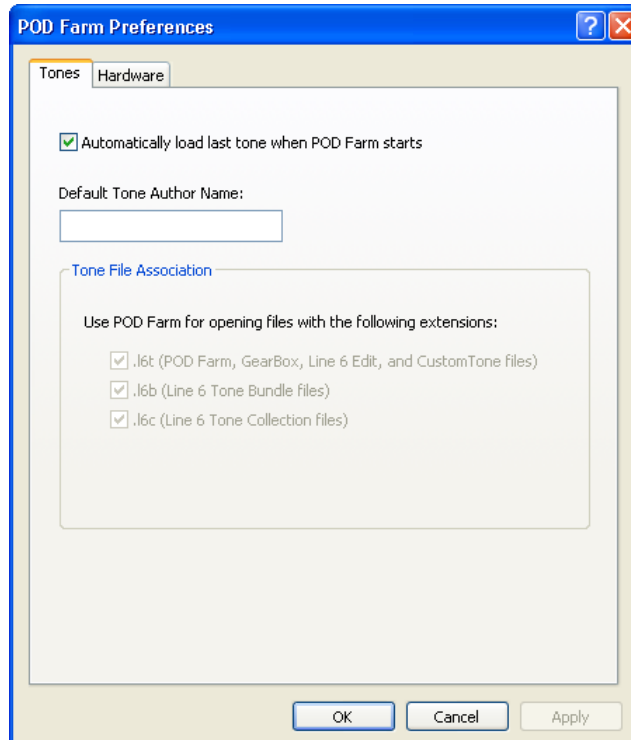 POD Farm Preferences
Tones Hardware
Automatically load last tone when POD Farm starts
Default Tone Author Name:
Tone File Association
Use POD Farm for opening files with the following extensions:
.l6t (POD Farm, GearBox, Line 6 Edit, and CustomTone files)
.l6b (Line 6 Tone Bundle files)
.l6c (Line 6 Tone Collection files)
OK Cancel Apply